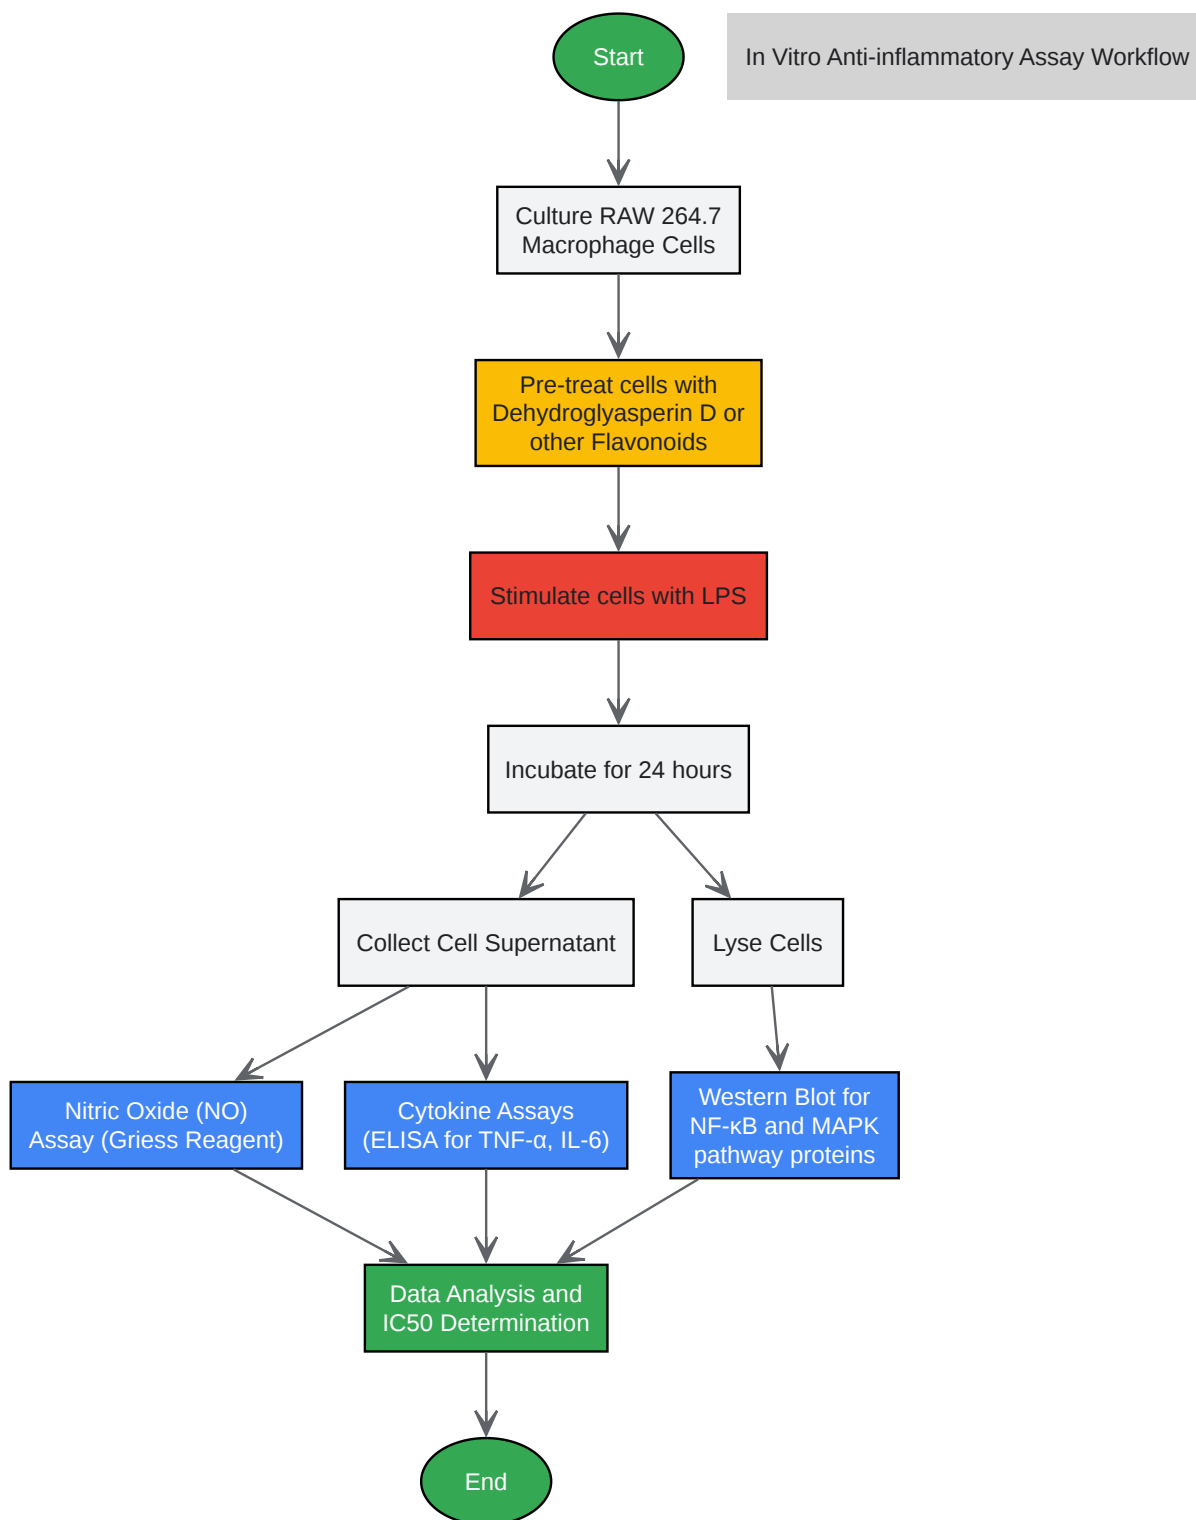 Start
In Vitro Anti-inflammatory Assay Workflow
Culture RAW 264.7
Macrophage Cells
Pre-treat cells with
Dehydroglyasperin D or
other Flavonoids
Stimulate cells with LPS
Incubate for 24 hours
Collect Cell Supernatant
Lyse Cells
Nitric Oxide (NO)
Assay (Griess Reagent)
Cytokine Assays
(ELISA for TNF-α, IL-6)
Western Blot for
NF-κB and MAPK
pathway proteins
Data Analysis and
IC50 Determination
End